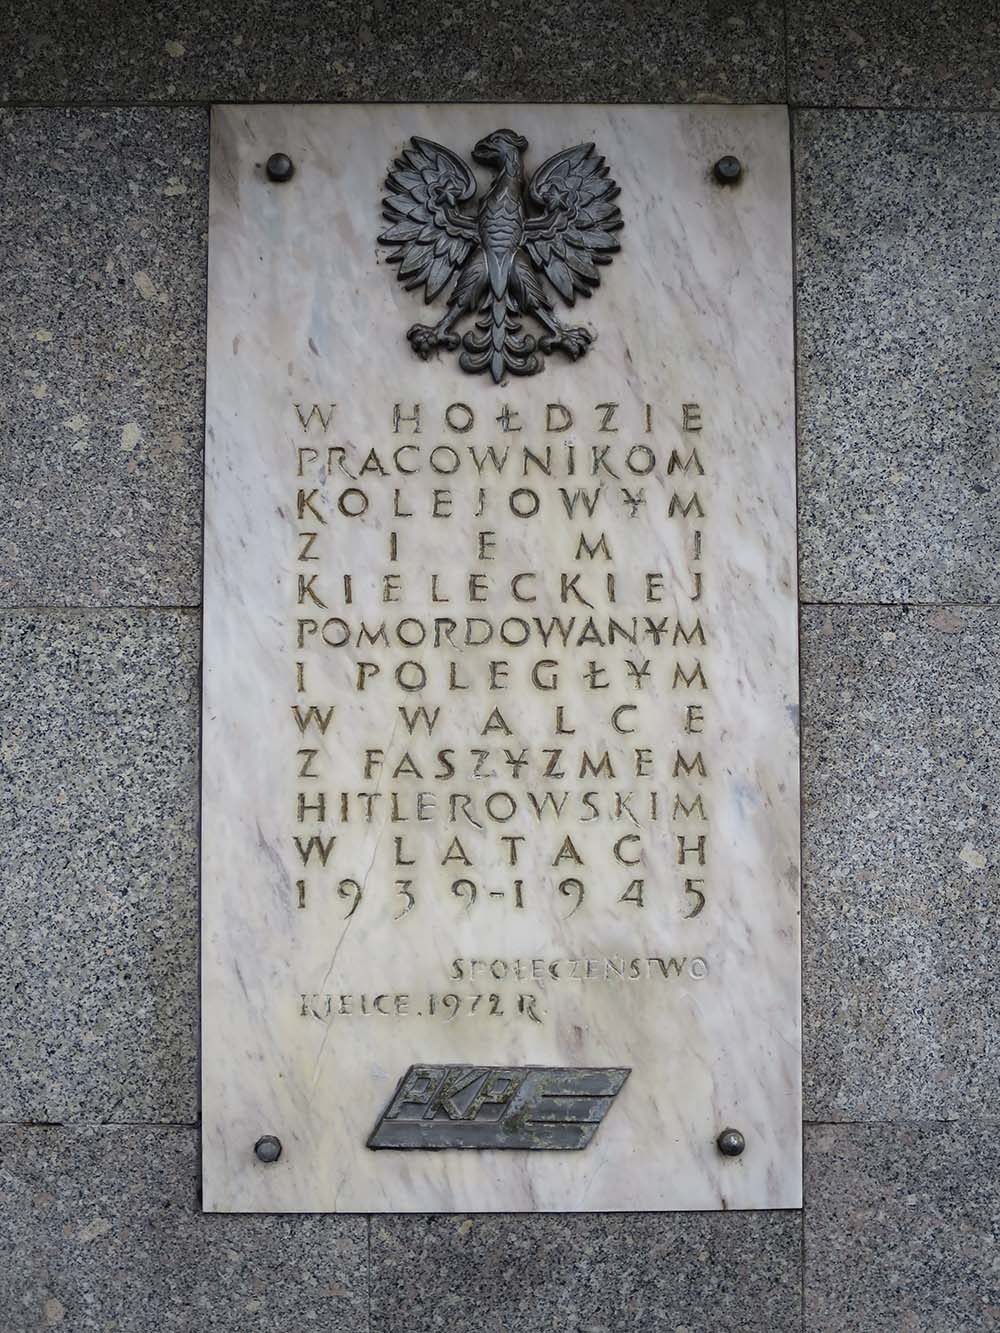 W HOŁDZIE
PRACOWNIKOM
KOLEJOWYM
ZIEMI
KIELECKIEJ
POMORDOWANYM
I POLEGŁYM
W WALCE
Z FASZYZMEM
HITLEROWSKIM
W LATACH
1939-1945
SPOŁECZEŃSTWO
KIELCE.1972 R.
PKP